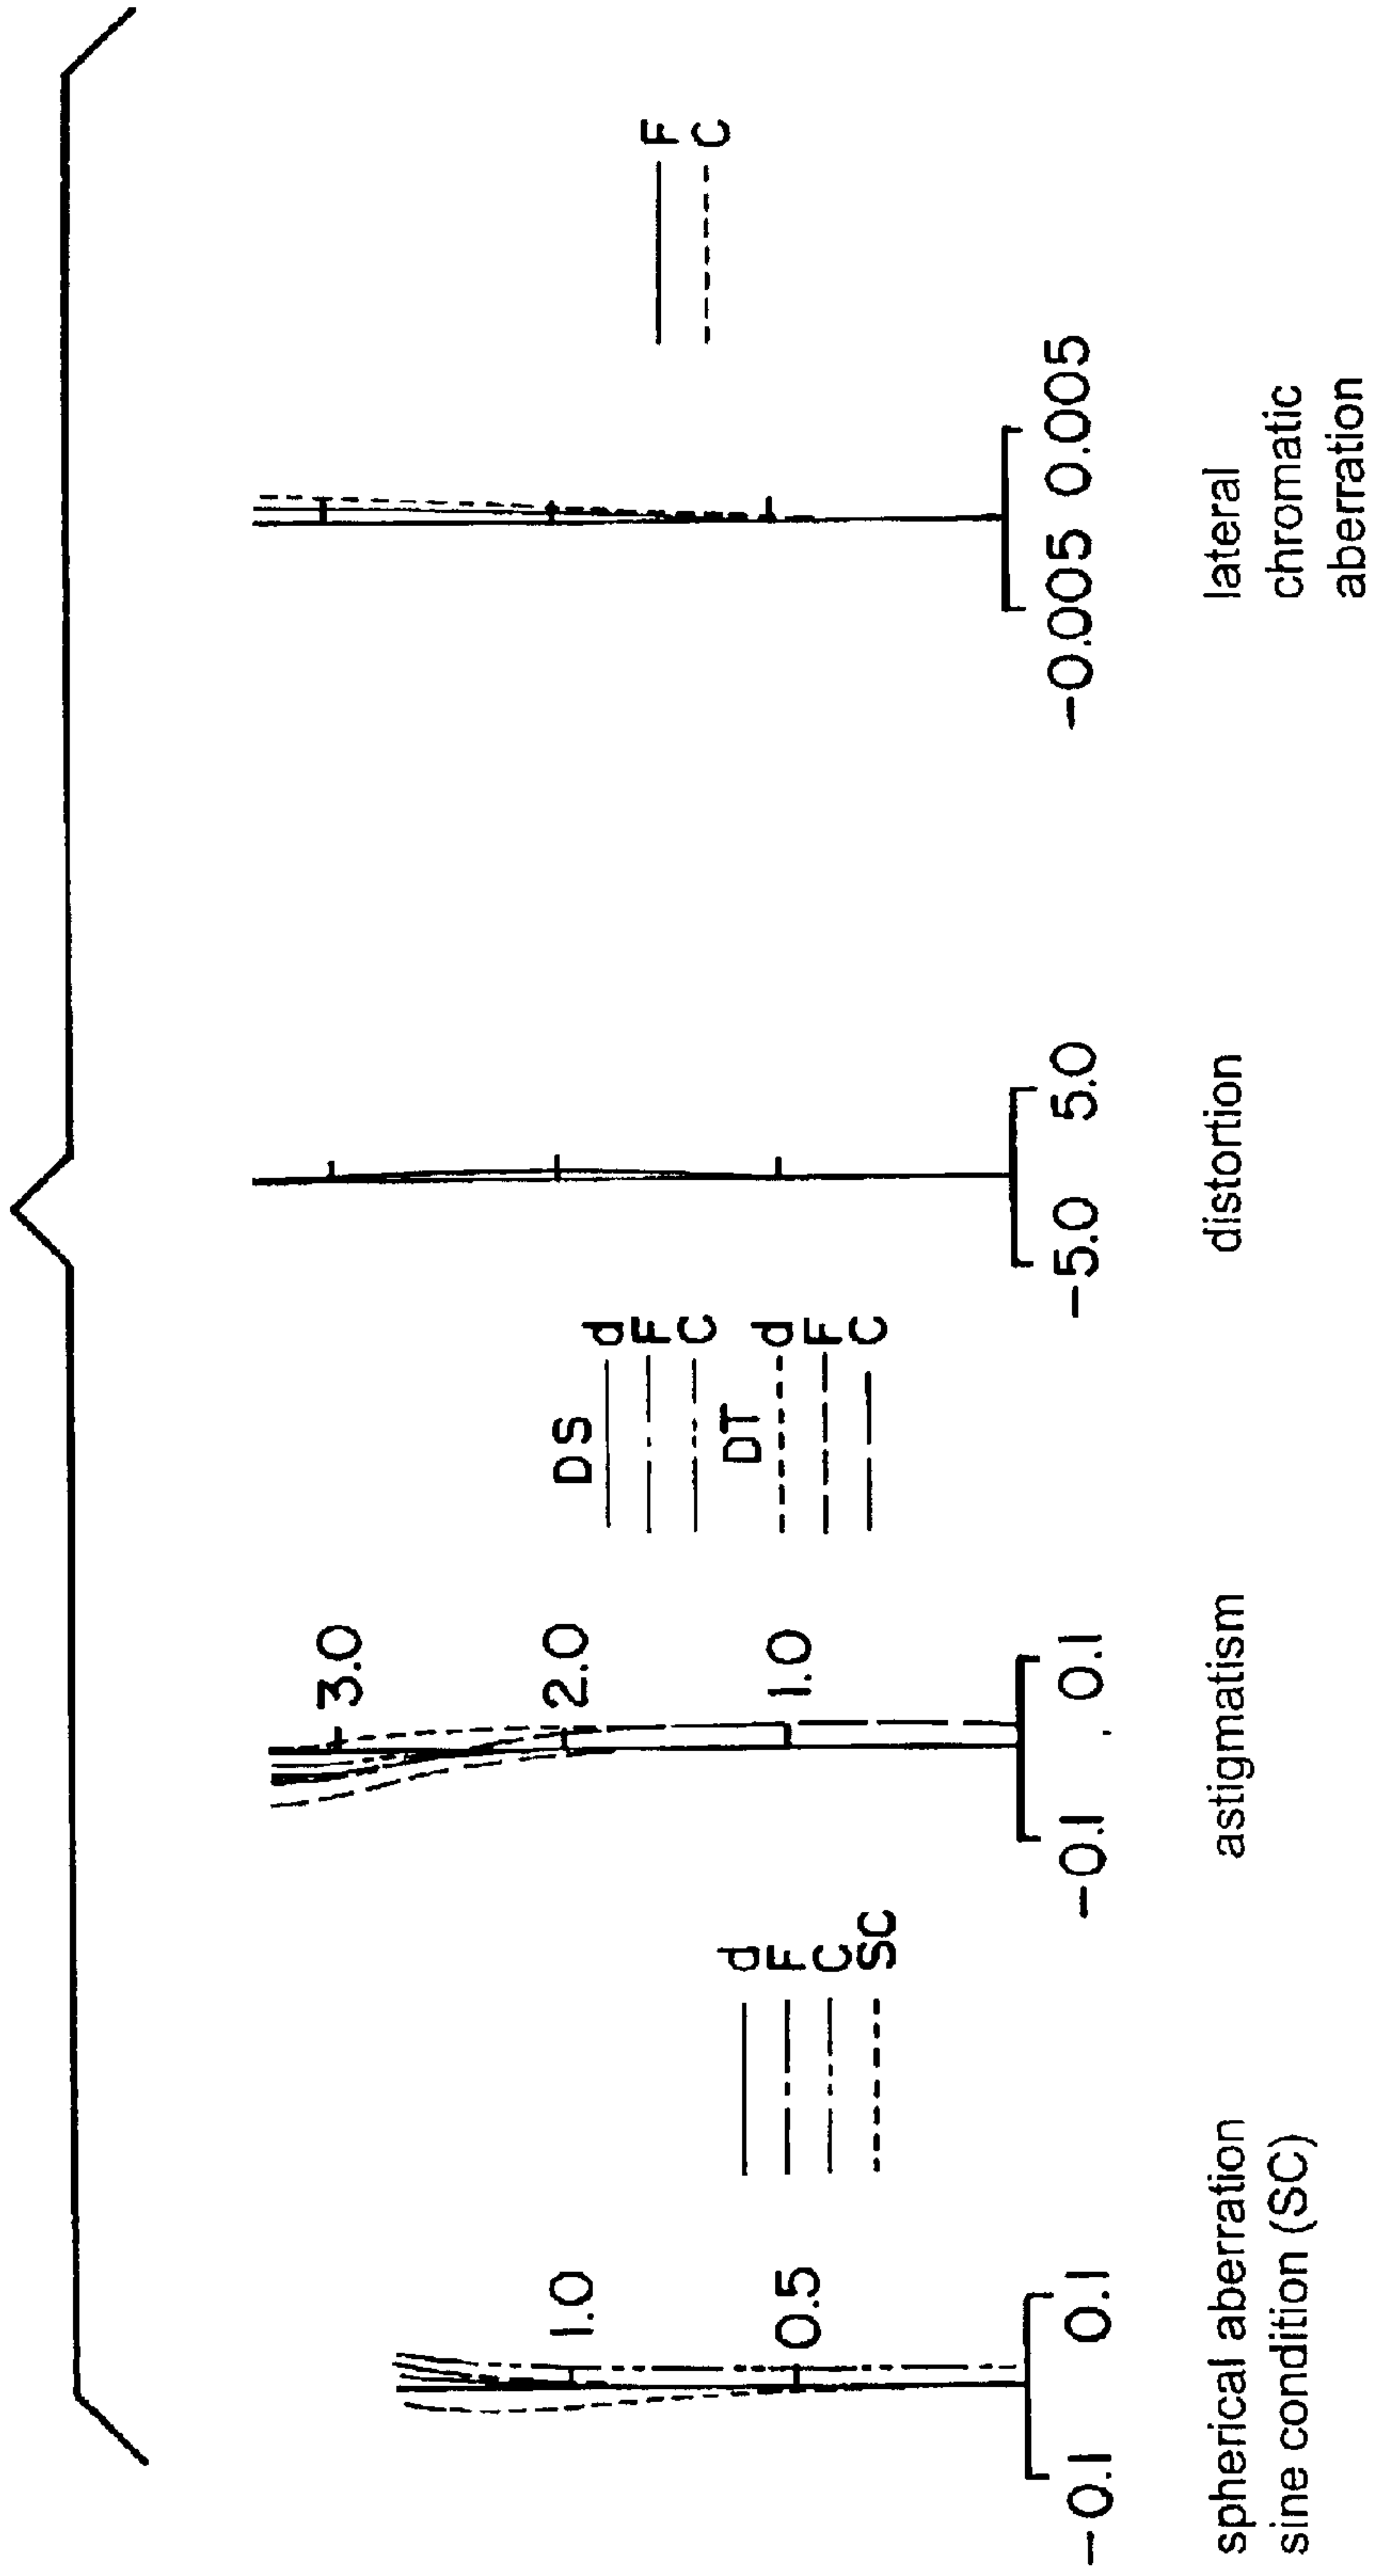 1.0
0.5
-0.1 0.1
spherical aberration
sine condition (SC)
d
F
C
SC
3.0
2.0
1.0
-0.1 0.1
astigmatism
DS
d
F
C
DT
d
F
C
-5.0 5.0
distortion
-0.005 0.005
lateral
chromatic
aberration
F
C